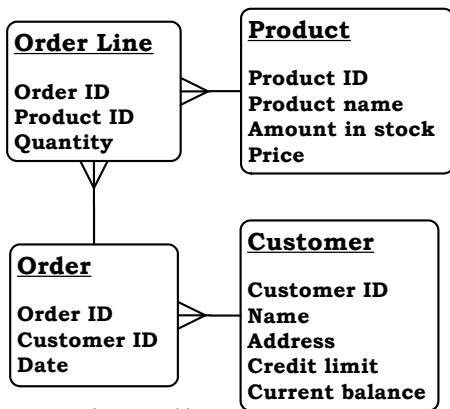 Order Line
Order ID
Product ID
Quantity
Product
Product ID
Product name
Amount in stock
Price
Order
Order ID
Customer ID
Date
Customer
Customer ID
Name
Address
Credit limit
Current balance